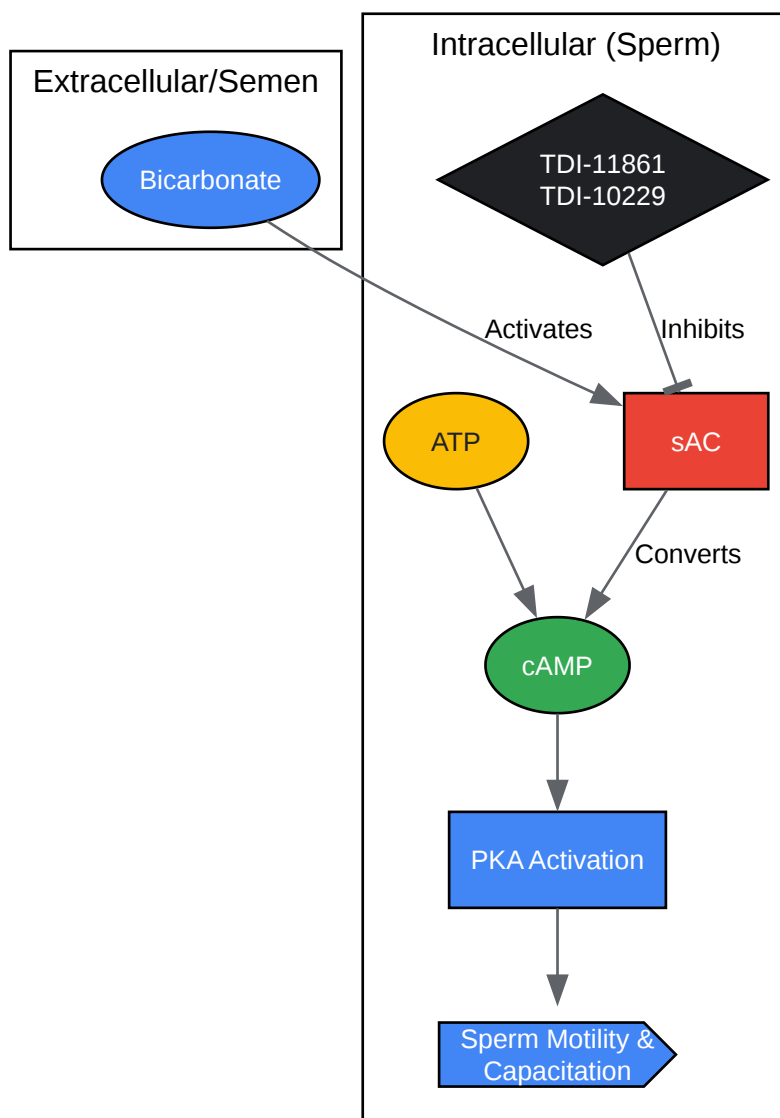 Intracellular (Sperm)
Extracellular/Semen
Bicarbonate
TDI-11861
TDI-10229
Activates
Inhibits
ATP
sAC
Converts
cAMP
PKA Activation
Sperm Motility &
Capacitation